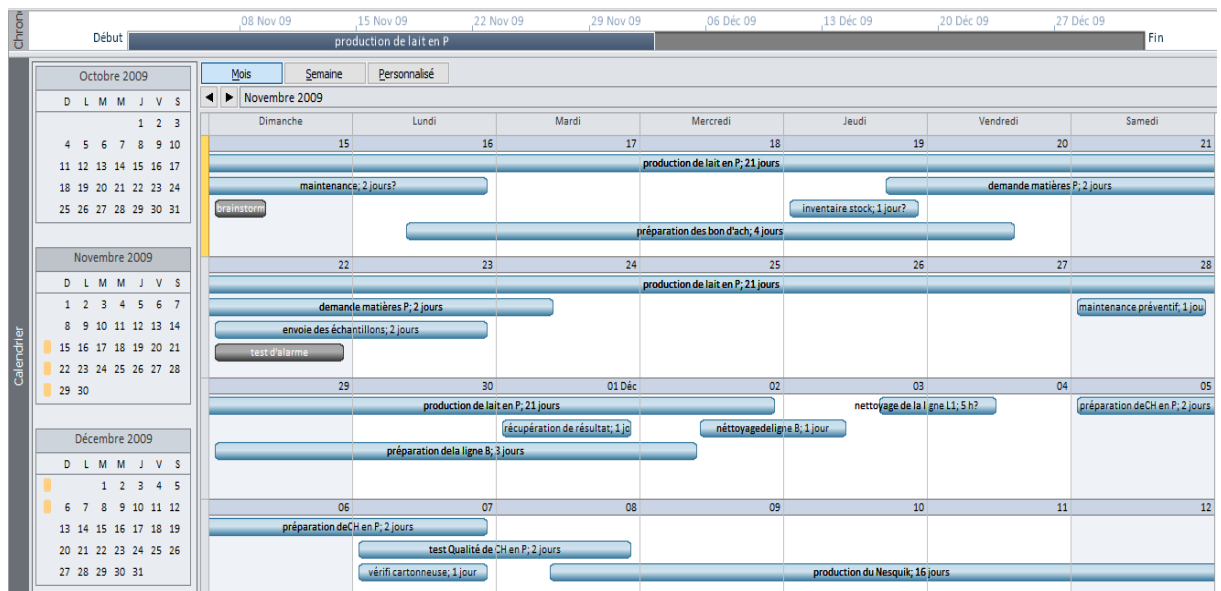 08 Nov 09 15 Nov 09 22 Nov 09 29 Nov 09 06 Déc 09 13 Déc 09 20 Déc 09 27 Déc 09
Chron
Début production de lait en P Fin
Calendrier
Octobre 2009
D L M M J V S
1 2 3
4 5 6 7 8 9 10
11 12 13 14 15 16 17
18 19 20 21 22 23 24
25 26 27 28 29 30 31
Novembre 2009
D L M M J V S
1 2 3 4 5 6 7
8 9 10 11 12 13 14
15 16 17 18 19 20 21
22 23 24 25 26 27 28
29 30
Décembre 2009
D L M M J V S
1 2 3 4 5
6 7 8 9 10 11 12
13 14 15 16 17 18 19
20 21 22 23 24 25 26
27 28 29 30 31
Mois Semaine Personnalisé
Novembre 2009
Dimanche Lundi Mardi Mercredi Jeudi Vendredi Samedi
15 16 17 18 19 20 21
production de lait en P; 21 jours
maintenance; 2 jours? demande matières P; 2 jours
brainstorm inventaire stock; 1 jour?
préparation des bon d'ach; 4 jours
22 23 24 25 26 27 28
production de lait en P; 21 jours
demande matières P; 2 jours maintenance préventif; 1 jou
envoie des échantillons; 2 jours
test d'alarme
29 30 01 Déc 02 03 04 05
production de lait en P; 21 jours nettoyage de la ligne L1; 5 h? préparation deCH en P; 2 jours
récupération de résultat; 1 jo néttoyagedeligne B; 1 jour
préparation dela ligne B; 3 jours
06 07 08 09 10 11 12
préparation deCH en P; 2 jours
test Qualité de CH en P; 2 jours
vérifi cartonneuse; 1 jour production du Nesquik; 16 jours